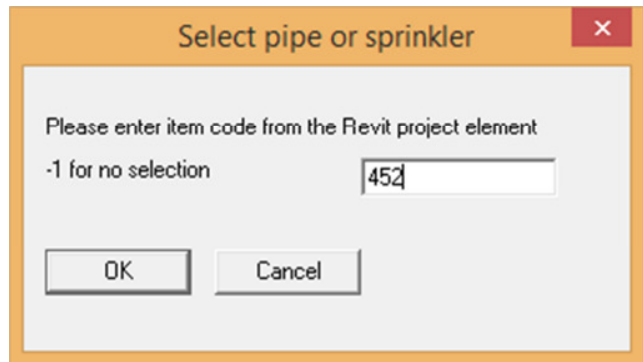 Select pipe or sprinkler
Please enter item code from the Revit project element
-1 for no selection 452
OK Cancel